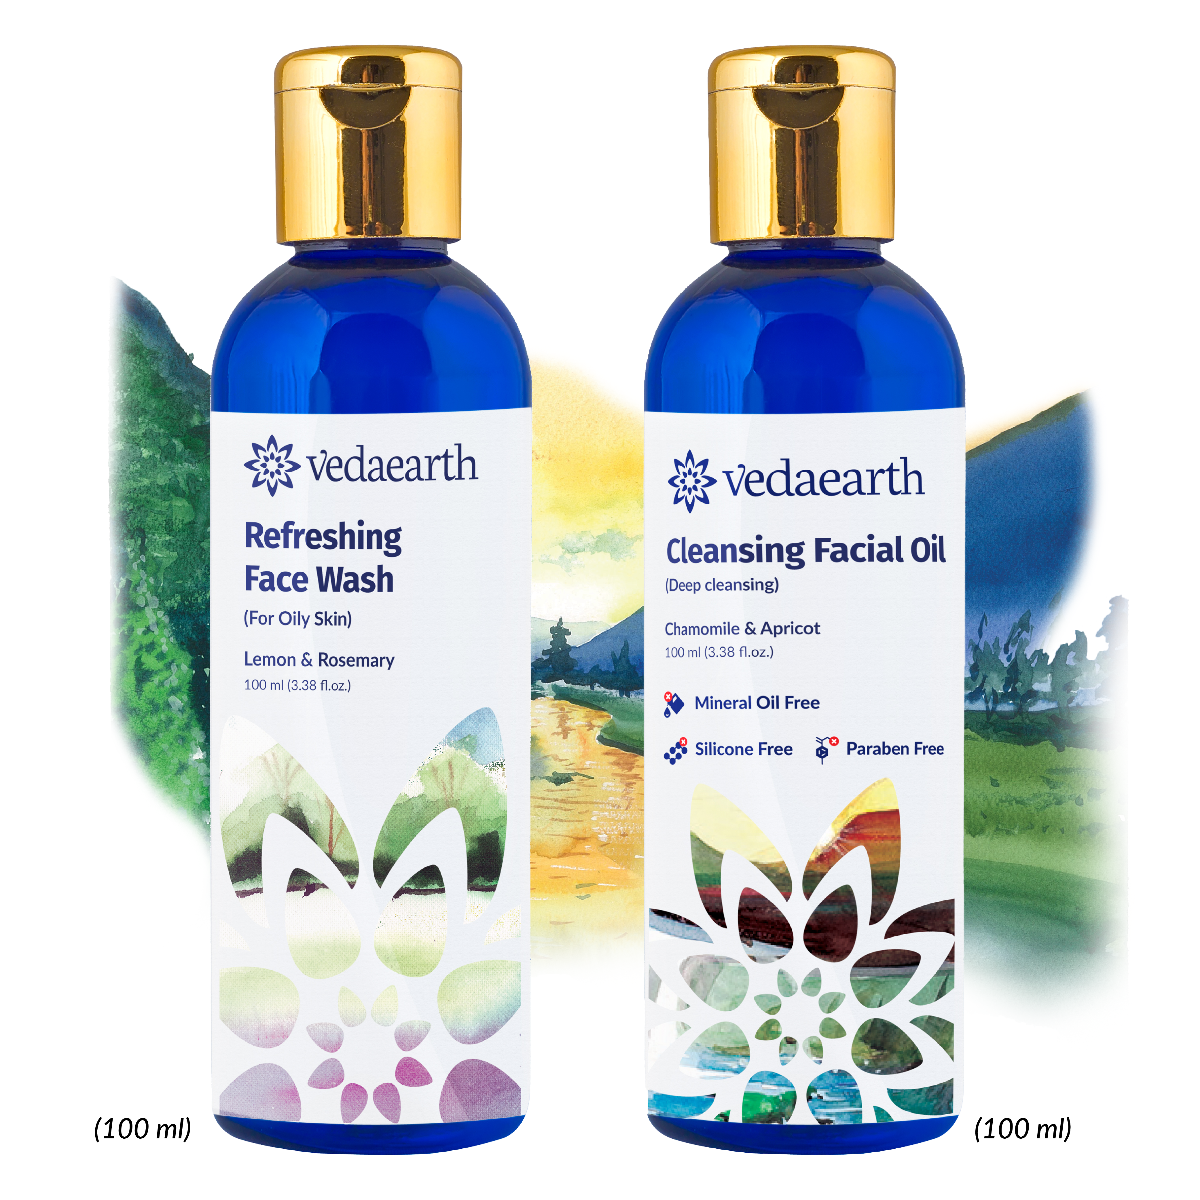 vedaearth
Refreshing
Face Wash
(For Oily Skin)
Lemon & Rosemary
100 ml (3.38 fl.oz.)
(100 ml)
vedaearth
Cleansing Facial Oil
(Deep cleansing)
Chamomile & Apricot
100 ml (3.38 fl.oz.)
Mineral Oil Free
Silicone Free
Paraben Free
(100 ml)